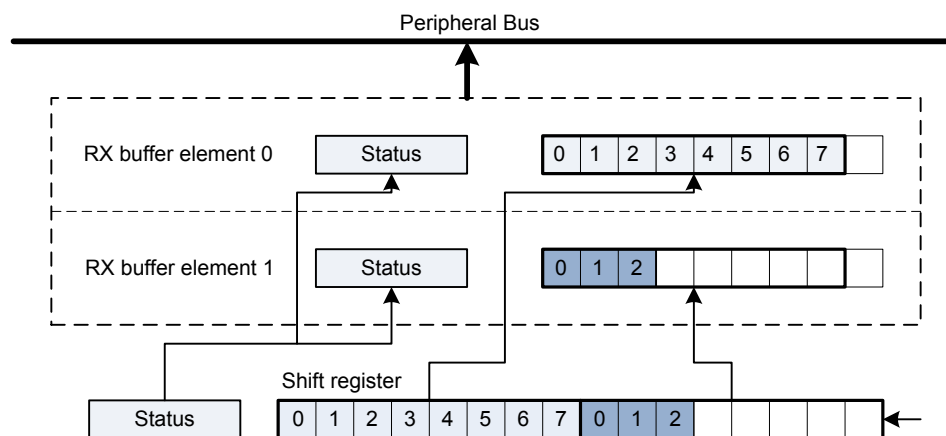 Peripheral Bus
RX buffer element 0 Status 0 1 2 3 4 5 6 7
RX buffer element 1 Status 0 1 2
Shift register
Status 0 1 2 3 4 5 6 7 0 1 2